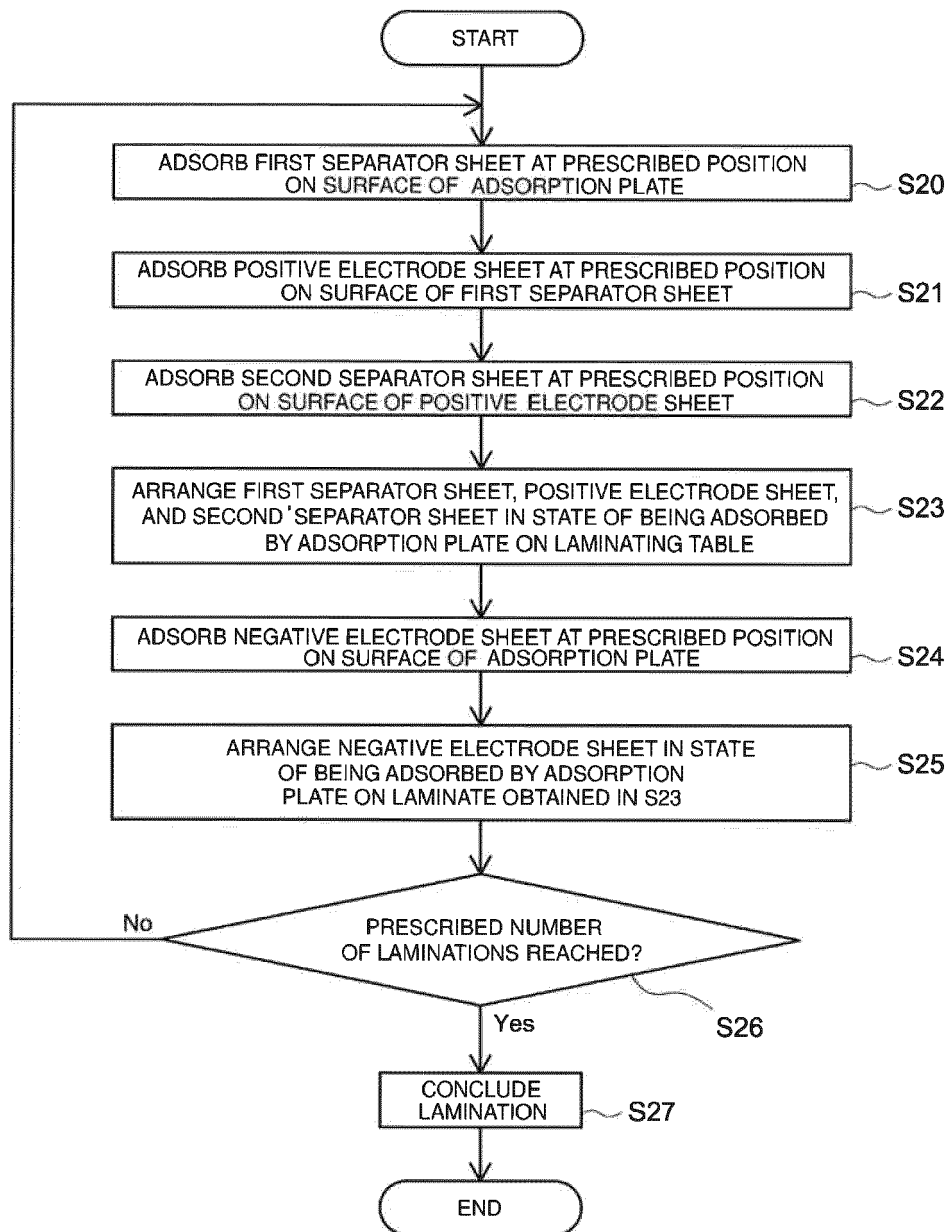 START
ADSORB FIRST SEPARATOR SHEET AT PRESCRIBED POSITION
ON SURFACE OF ADSORPTION PLATE
S20
ADSORB POSITIVE ELECTRODE SHEET AT PRESCRIBED POSITION
ON SURFACE OF FIRST SEPARATOR SHEET
S21
ADSORB SECOND SEPARATOR SHEET AT PRESCRIBED POSITION
ON SURFACE OF POSITIVE ELECTRODE SHEET
S22
ARRANGE FIRST SEPARATOR SHEET, POSITIVE ELECTRODE SHEET,
AND SECOND SEPARATOR SHEET IN STATE OF BEING ADSORBED
BY ADSORPTION PLATE ON LAMINATING TABLE
S23
ADSORB NEGATIVE ELECTRODE SHEET AT PRESCRIBED POSITION
ON SURFACE OF ADSORPTION PLATE
S24
ARRANGE NEGATIVE ELECTRODE SHEET IN STATE
OF BEING ADSORBED BY ADSORPTION
PLATE ON LAMINATE OBTAINED IN S23
S25
No
PRESCRIBED NUMBER
OF LAMINATIONS REACHED?
S26
Yes
CONCLUDE
LAMINATION
S27
END